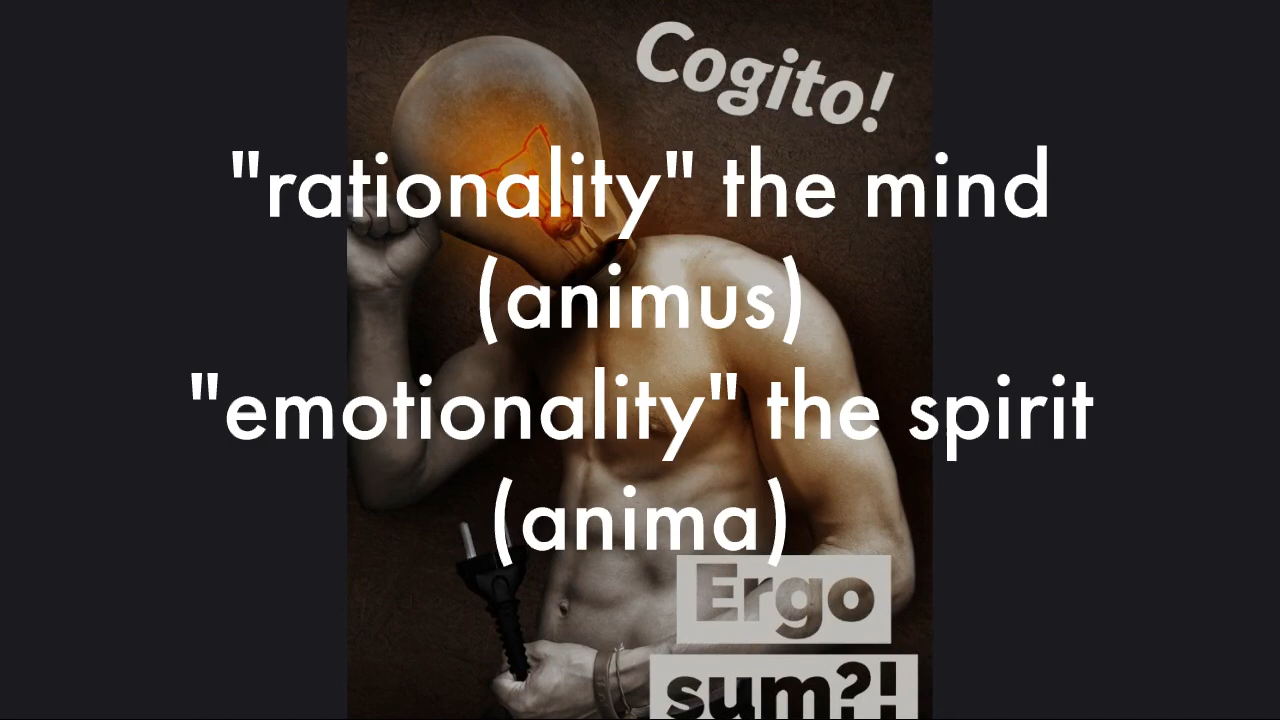 Cogito!
"rationality" the mind
(animus)
"emotionality" the spirit
(anima)
Ergo
sum?!